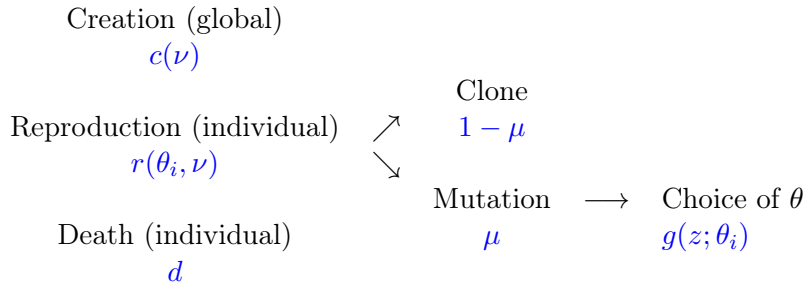 Creation (global)
c(ν)
Reproduction (individual)
r(θ_i, ν)
Clone
1 − μ
Mutation
μ
Choice of θ
g(z; θ_i)
Death (individual)
d